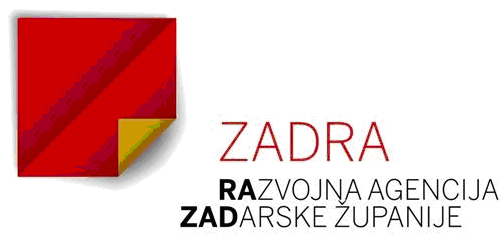 ZADRA
RAZVOJNA AGENCIJA
ZADARSKE ŽUPANIJE